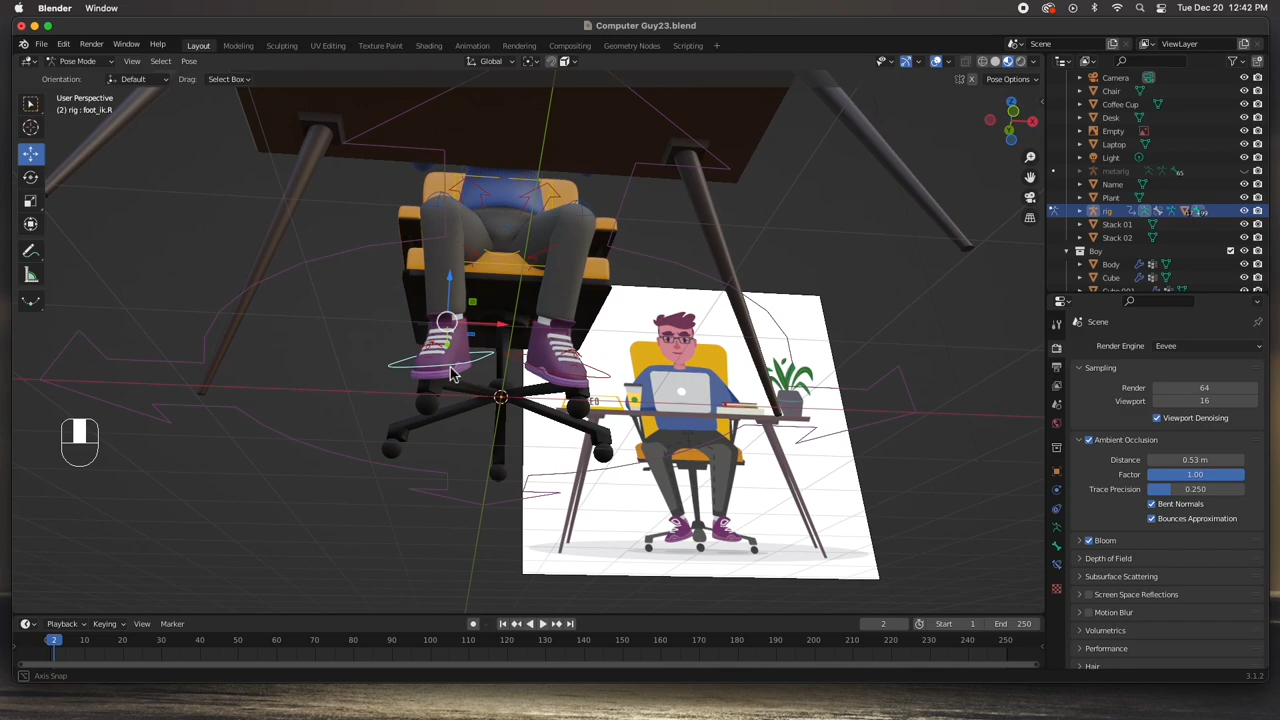 Blender Window Tue Dec 20 12:42 PM
Computer Guy23.blend
File Edit Render Window Help Layout Modeling Sculpting UV Editing Texture Paint Shading Animation Rendering Compositing Geometry Nodes Scripting + Scene ViewLayer
Pose Mode View Select Pose Global
Orientation: Default Drag: Select Box X Pose Options
User Perspective
(2) rig : foot_ik.R
Camera
Chair
Coffee Cup
Desk
Empty
Laptop
Light
metarig 65
Name
Plant
rig
Stack 01
Stack 02
Boy
Body
Cube
Cube.001
Scene
Render Engine Eevee
Sampling
Render 64
Viewport 16
Viewport Denoising
Ambient Occlusion
Distance 0.53 m
Factor 1.00
Trace Precision 0.250
Bent Normals
Bounces Approximation
Bloom
Depth of Field
Subsurface Scattering
Screen Space Reflections
Motion Blur
Volumetrics
Performance
Hair
Playback Keying View Marker 2 Start 1 End 250
2 10 20 30 40 50 60 70 80 90 100 110 120 130 140 150 160 170 180 190 200 210 220 230 240 250
Axis Snap 3.1.2